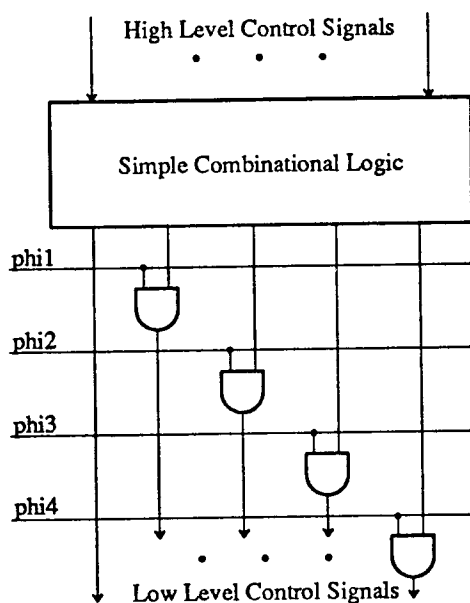 High Level Control Signals
Simple Combinational Logic
phi1
phi2
phi3
phi4
Low Level Control Signals